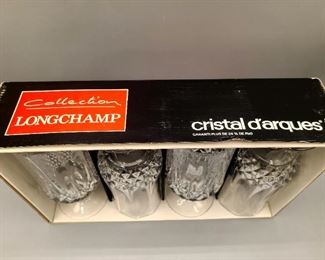 Collection
LONGCHAMP
cristal d'arques
GARANTI PLUS DE 24 % DE PbO